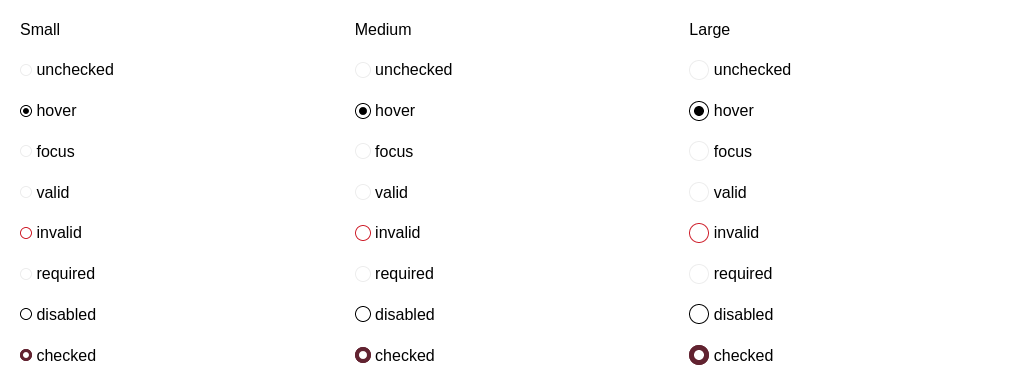 Small
unchecked
hover
focus
valid
invalid
required
disabled
checked
Medium
unchecked
hover
focus
valid
invalid
required
disabled
checked
Large
unchecked
hover
focus
valid
invalid
required
disabled
checked